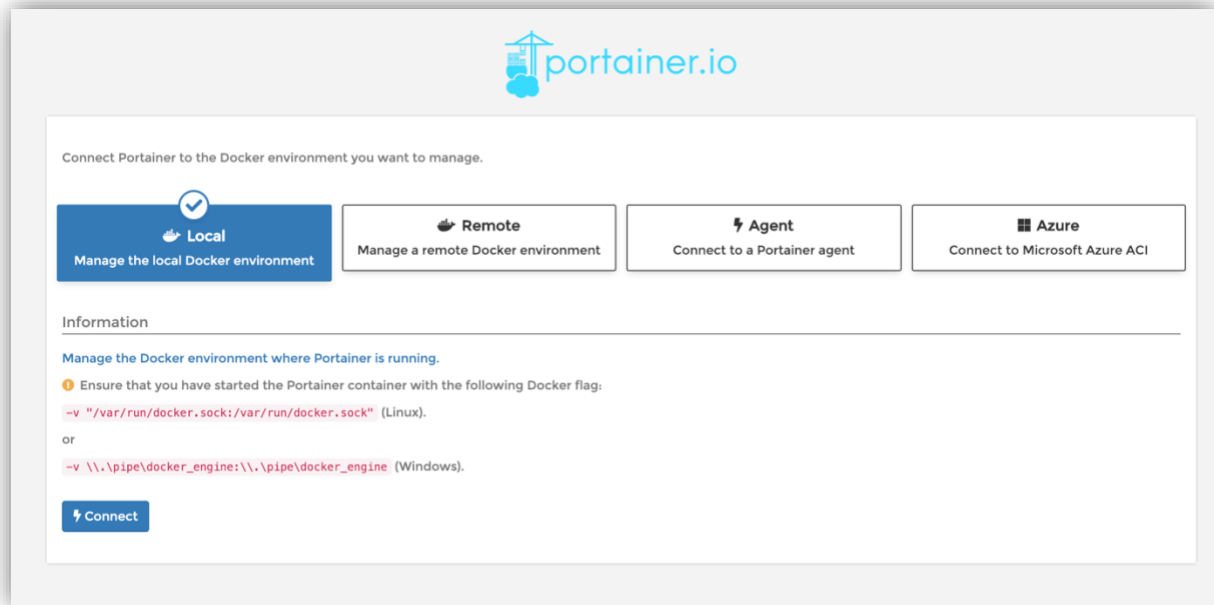 portainer.io
Connect Portainer to the Docker environment you want to manage.
Local
Manage the local Docker environment
Remote
Manage a remote Docker environment
Agent
Connect to a Portainer agent
Azure
Connect to Microsoft Azure ACI
Information
Manage the Docker environment where Portainer is running.
Ensure that you have started the Portainer container with the following Docker flag:
-v "/var/run/docker.sock:/var/run/docker.sock" (Linux).
or
-v \\.\pipe\docker_engine:\\.\pipe\docker_engine (Windows).
Connect